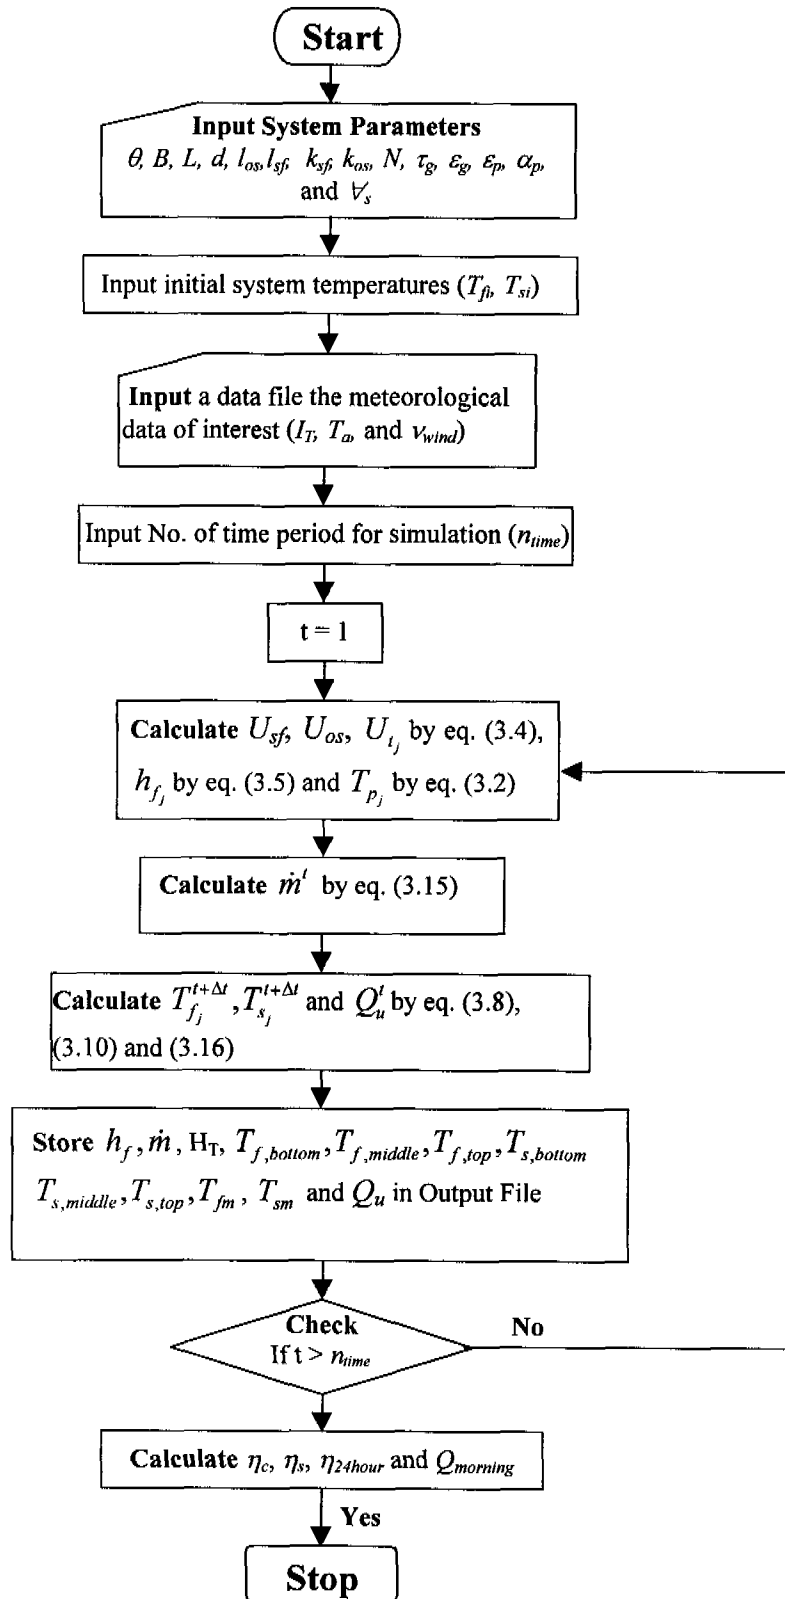 Start
Input System Parameters
θ, B, L, d, l_os, l_sf, k_sf, k_os, N, τ_g, ε_g, ε_p, α_p,
and ∀_s
Input initial system temperatures (T_fi, T_si)
Input a data file the meteorological
data of interest (I_T, T_a, and v_wind)
Input No. of time period for simulation (n_time)
t = 1
Calculate U_sf, U_os, U_t_j by eq. (3.4),
h_f_j by eq. (3.5) and T_p_j by eq. (3.2)
Calculate ṁ^t by eq. (3.15)
Calculate T_f_j^t+Δt, T_s_j^t+Δt and Q_u^t by eq. (3.8),
(3.10) and (3.16)
Store h_f, ṁ, H_T, T_f,bottom, T_f,middle, T_f,top, T_s,bottom
T_s,middle, T_s,top, T_fm, T_sm and Q_u in Output File
Check
If t > n_time
No
Calculate η_c, η_s, η_24hour and Q_morning
Yes
Stop